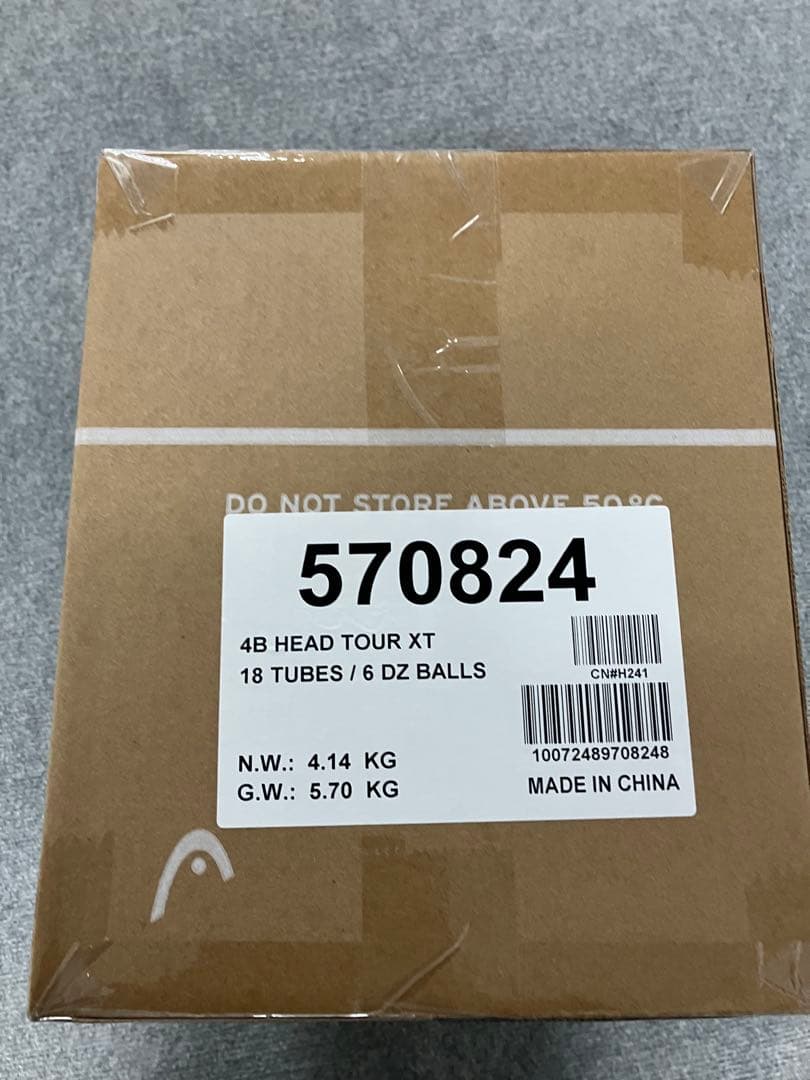 DO NOT STORE ABOVE 50°C
570824
4B HEAD TOUR XT
18 TUBES / 6 DZ BALLS
CN#H241
10072489708248
N.W.: 4.14 KG
G.W.: 5.70 KG
MADE IN CHINA